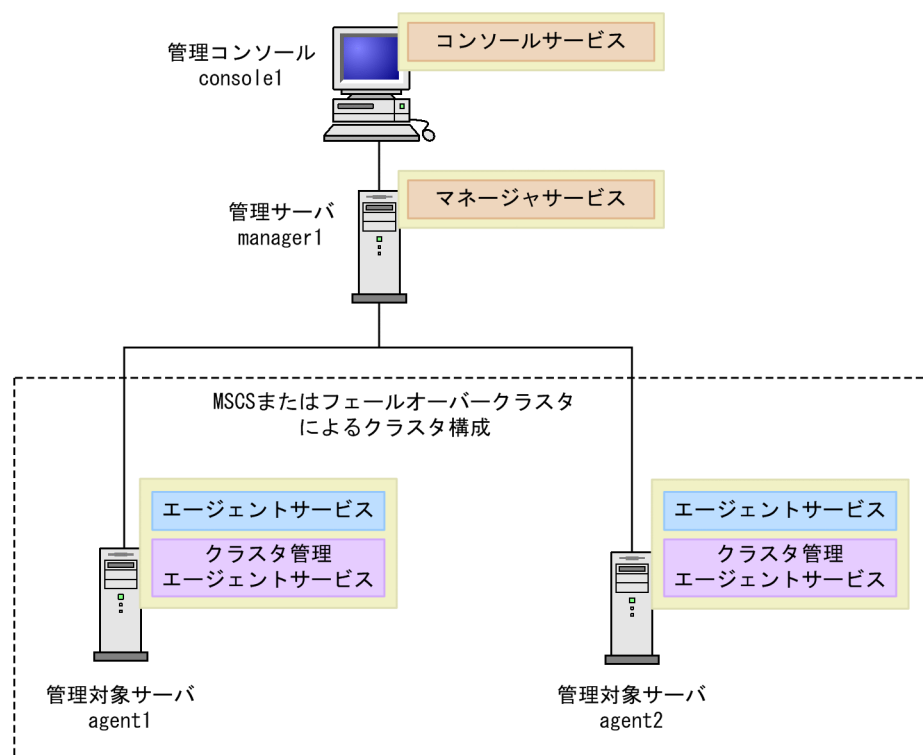 コンソールサービス
管理コンソール
console1
マネージャサービス
管理サーバ
manager1
MSCSまたはフェールオーバークラスタ
によるクラスタ構成
エージェントサービス
クラスタ管理
エージェントサービス
管理対象サーバ
agent1
エージェントサービス
クラスタ管理
エージェントサービス
管理対象サーバ
agent2